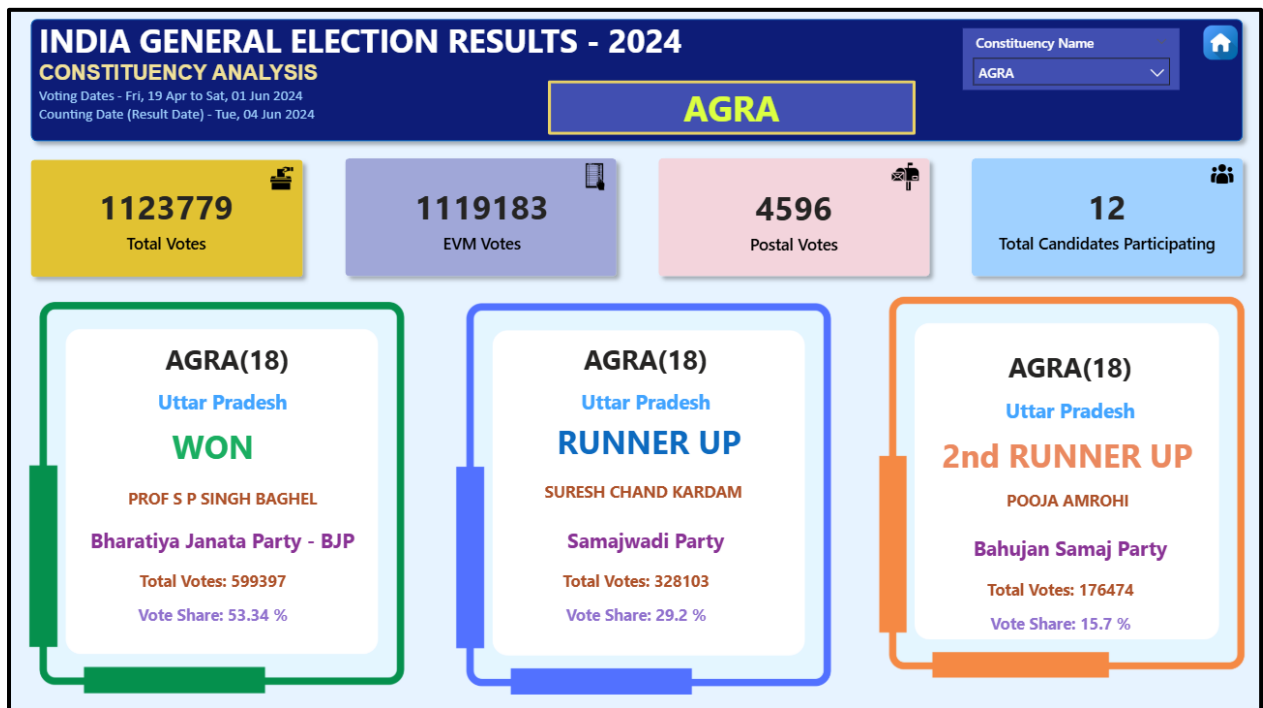 INDIA GENERAL ELECTION RESULTS - 2024
CONSTITUENCY ANALYSIS
Voting Dates - Fri, 19 Apr to Sat, 01 Jun 2024
Counting Date (Result Date) - Tue, 04 Jun 2024
AGRA
Constituency Name
AGRA
1123779
Total Votes
1119183
EVM Votes
4596
Postal Votes
12
Total Candidates Participating
AGRA(18)
Uttar Pradesh
WON
PROF S P SINGH BAGHEL
Bharatiya Janata Party - BJP
Total Votes: 599397
Vote Share: 53.34 %
AGRA(18)
Uttar Pradesh
RUNNER UP
SURESH CHAND KARDAM
Samajwadi Party
Total Votes: 328103
Vote Share: 29.2 %
AGRA(18)
Uttar Pradesh
2nd RUNNER UP
POOJA AMROHI
Bahujan Samaj Party
Total Votes: 176474
Vote Share: 15.7 %